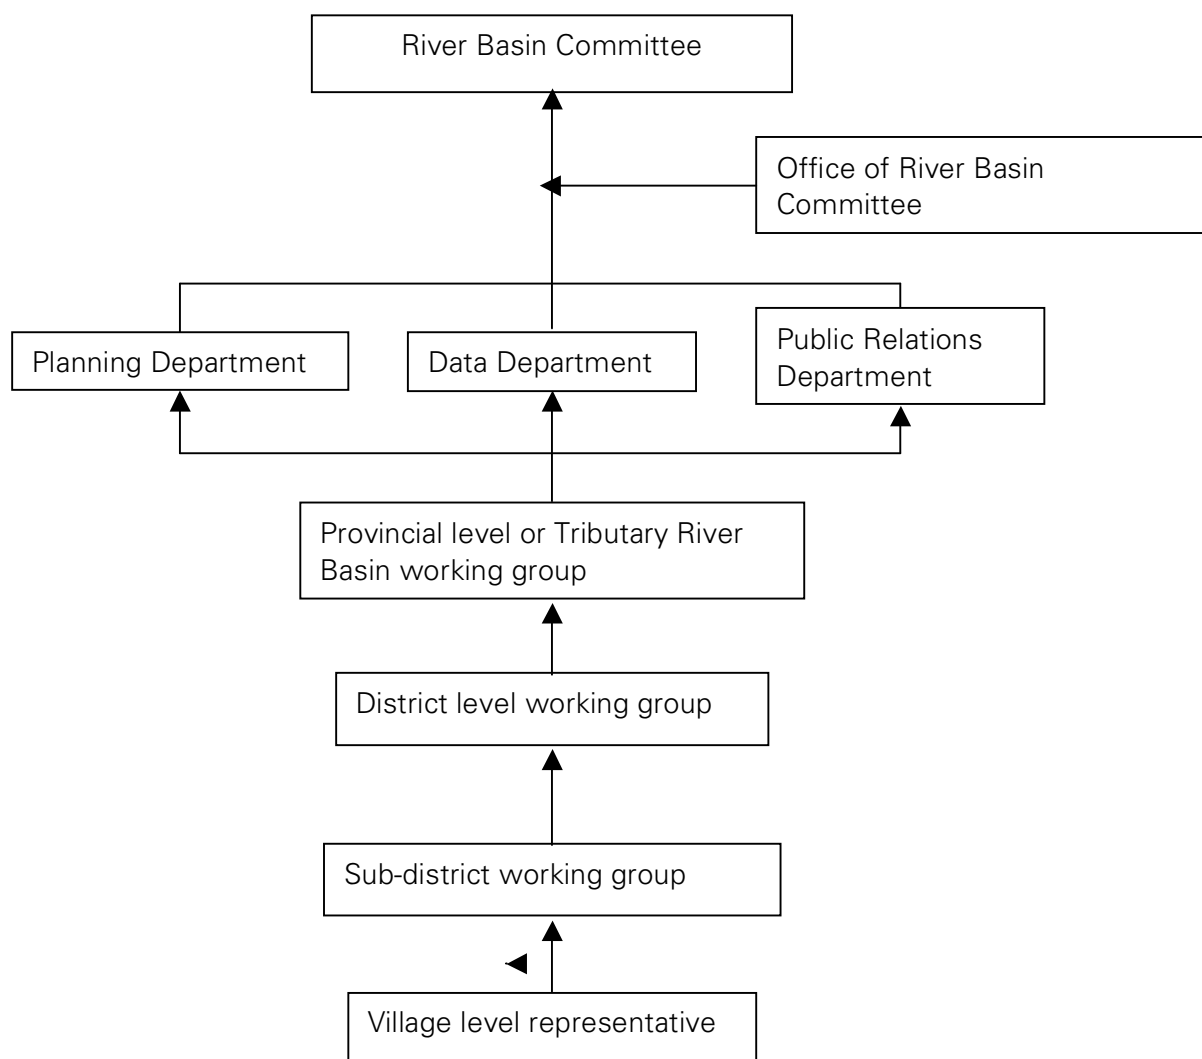 River Basin Committee
Office of River Basin
Committee
Planning Department
Data Department
Public Relations
Department
Provincial level or Tributary River
Basin working group
District level working group
Sub-district working group
Village level representative